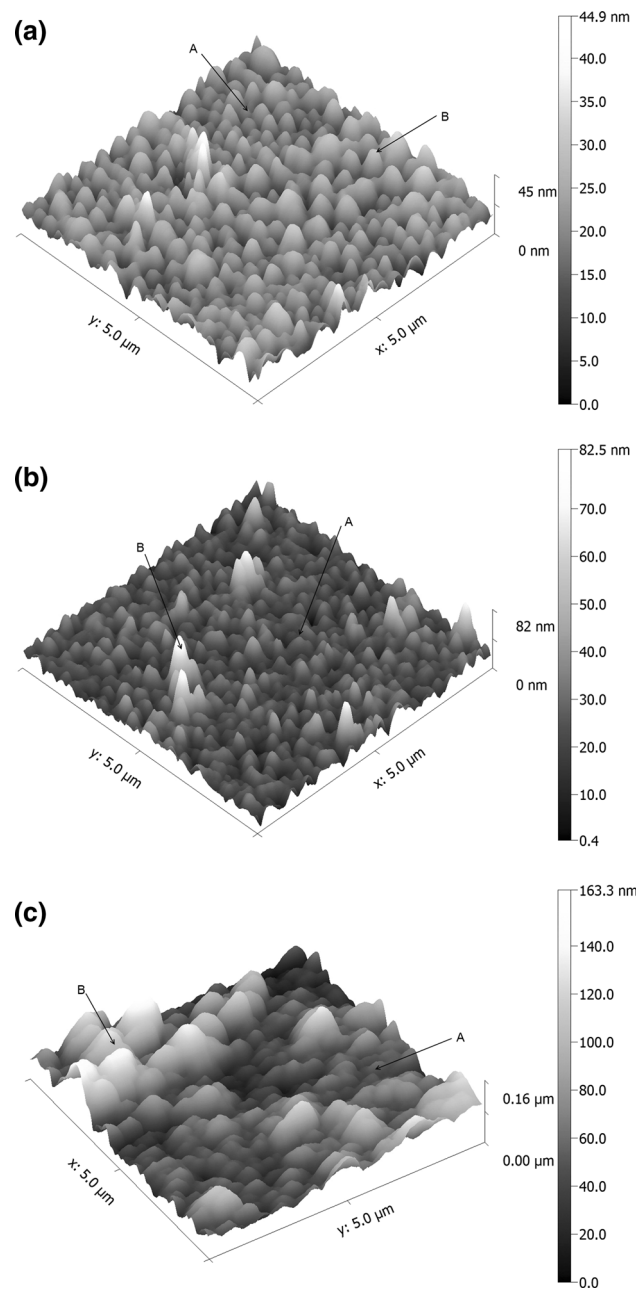 (a)
A
B
45 nm
0 nm
y: 5.0 µm
x: 5.0 µm
44.9 nm
40.0
35.0
30.0
25.0
20.0
15.0
10.0
5.0
0.0
(b)
B
A
82 nm
0 nm
y: 5.0 µm
x: 5.0 µm
82.5 nm
70.0
60.0
50.0
40.0
30.0
20.0
10.0
0.4
(c)
B
A
0.16 µm
0.00 µm
x: 5.0 µm
y: 5.0 µm
163.3 nm
140.0
120.0
100.0
80.0
60.0
40.0
20.0
0.0